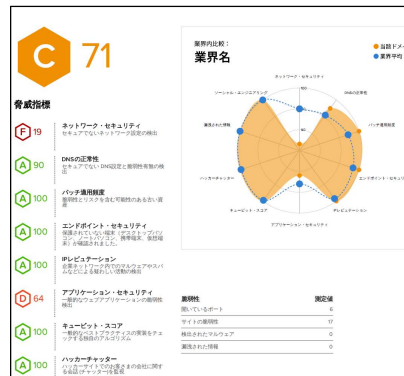 C 71
業界内比較：
業界名
当該ドメ
業界平均
脅威指標
F 19
ネットワーク・セキュリティ
セキュアでないネットワーク設定の検出
A 90
DNSの正常性
セキュアでない DNS設定と脆弱性有無の検
出
A 100
パッチ適用頻度
脆弱性とリスクを含む可能性のある古い資
産
A 100
エンドポイント・セキュリティ
保護されていない端末（デスクトップパソ
コン、ノートパソコン、携帯端末、仮想端
末）が確認されました。
A 100
IPレピュテーション
企業ネットワーク内でのマルウェアやスパ
ムなどによる疑わしい活動の検出
D 64
アプリケーション・セキュリティ
一般的なウェブアプリケーションの脆弱性
検出
A 100
キュービット・スコア
一般的なベストプラクティスの実装をチェ
ックする独自のアルゴリズム
A 100
ハッカーチャッター
ハッカーサイトでのお客さまの会社に関す
る会話(チャッター)を監視
ネットワーク・セキュリティ
DNSの正常性
パッチ適用頻度
エンドポイント・セキュリ
IPレピュテーション
アプリケーション・セキュリティ
キュービット・スコア
ハッカーチャッター
漏洩された情報
ソーシャル・エンジニアリング
100
脆弱性 測定値
開いているポート 6
サイトの脆弱性 17
検出されたマルウェア 0
漏洩された情報 0